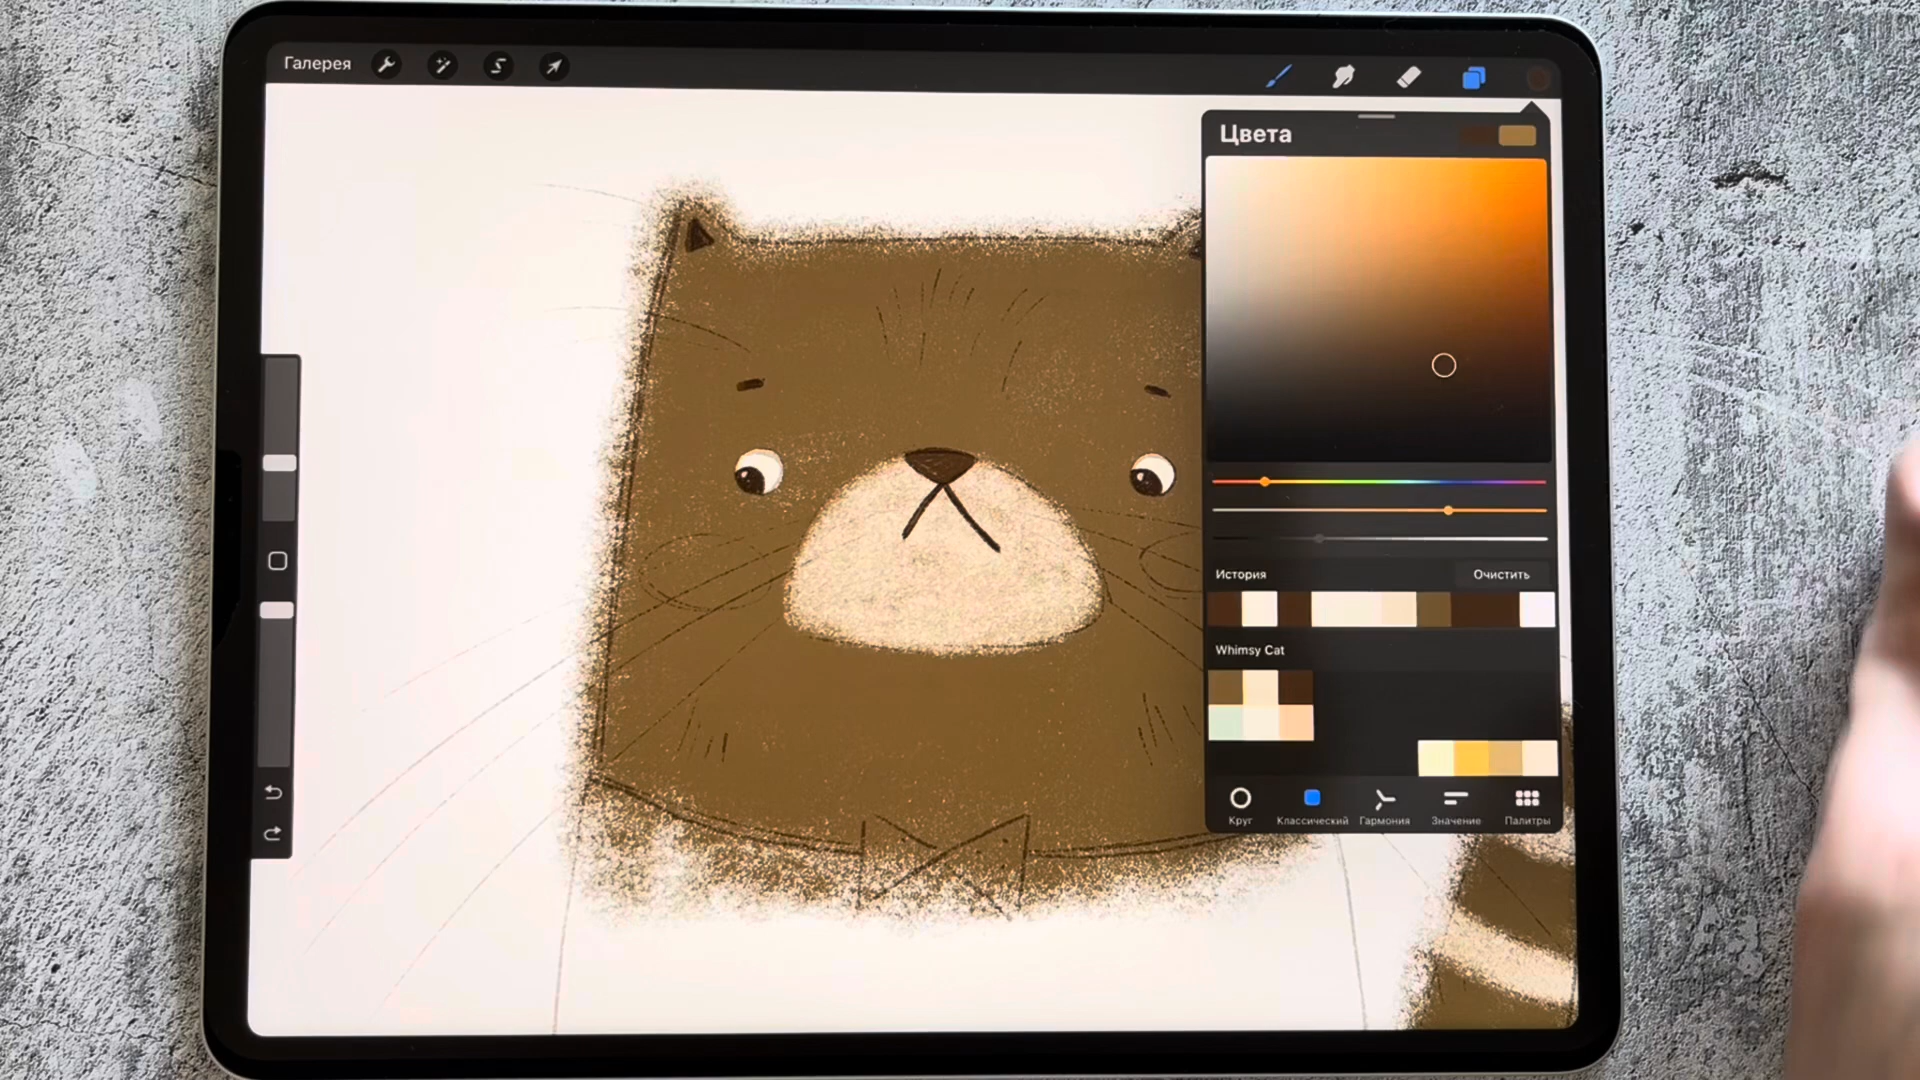 Галерея
Цвета
История
Очистить
Whimsy Cat
Круг
Классический
Гармония
Значение
Палитры